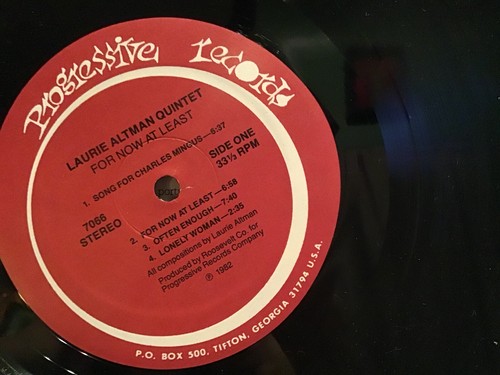 Progressive Records
LAURIE ALTMAN QUINTET
FOR NOW AT LEAST
1. SONG FOR CHARLES MINGUS—6:37
7066
STEREO
SIDE ONE
33⅓ RPM
2. FOR NOW AT LEAST—6:58
3. OFTEN ENOUGH—7:40
4. LONELY WOMAN—2:35
All compositions by Laurie Altman
Produced by Roosevelt Co. for
Progressive Records Company
℗ 1982
P.O. BOX 500, TIFTON, GEORGIA 31794 U.S.A.